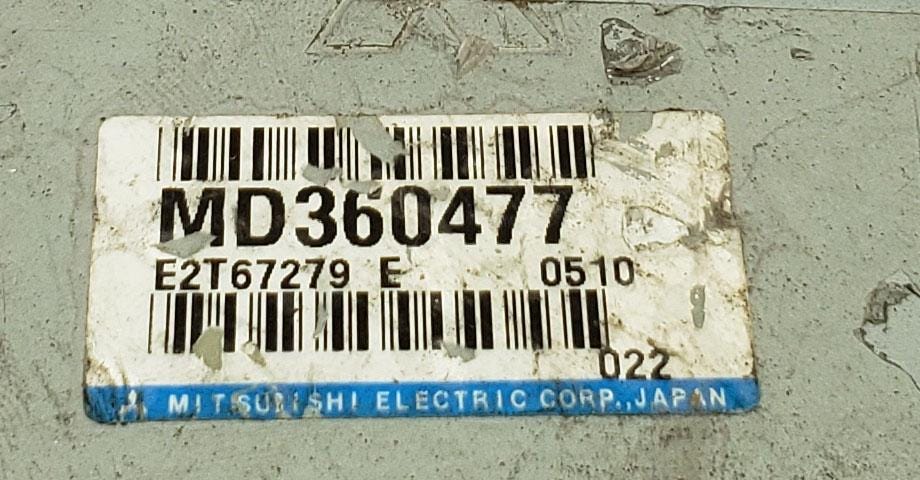 MD360477
E2T67279 E 0510
022
MITSUBISHI ELECTRIC CORP., JAPAN